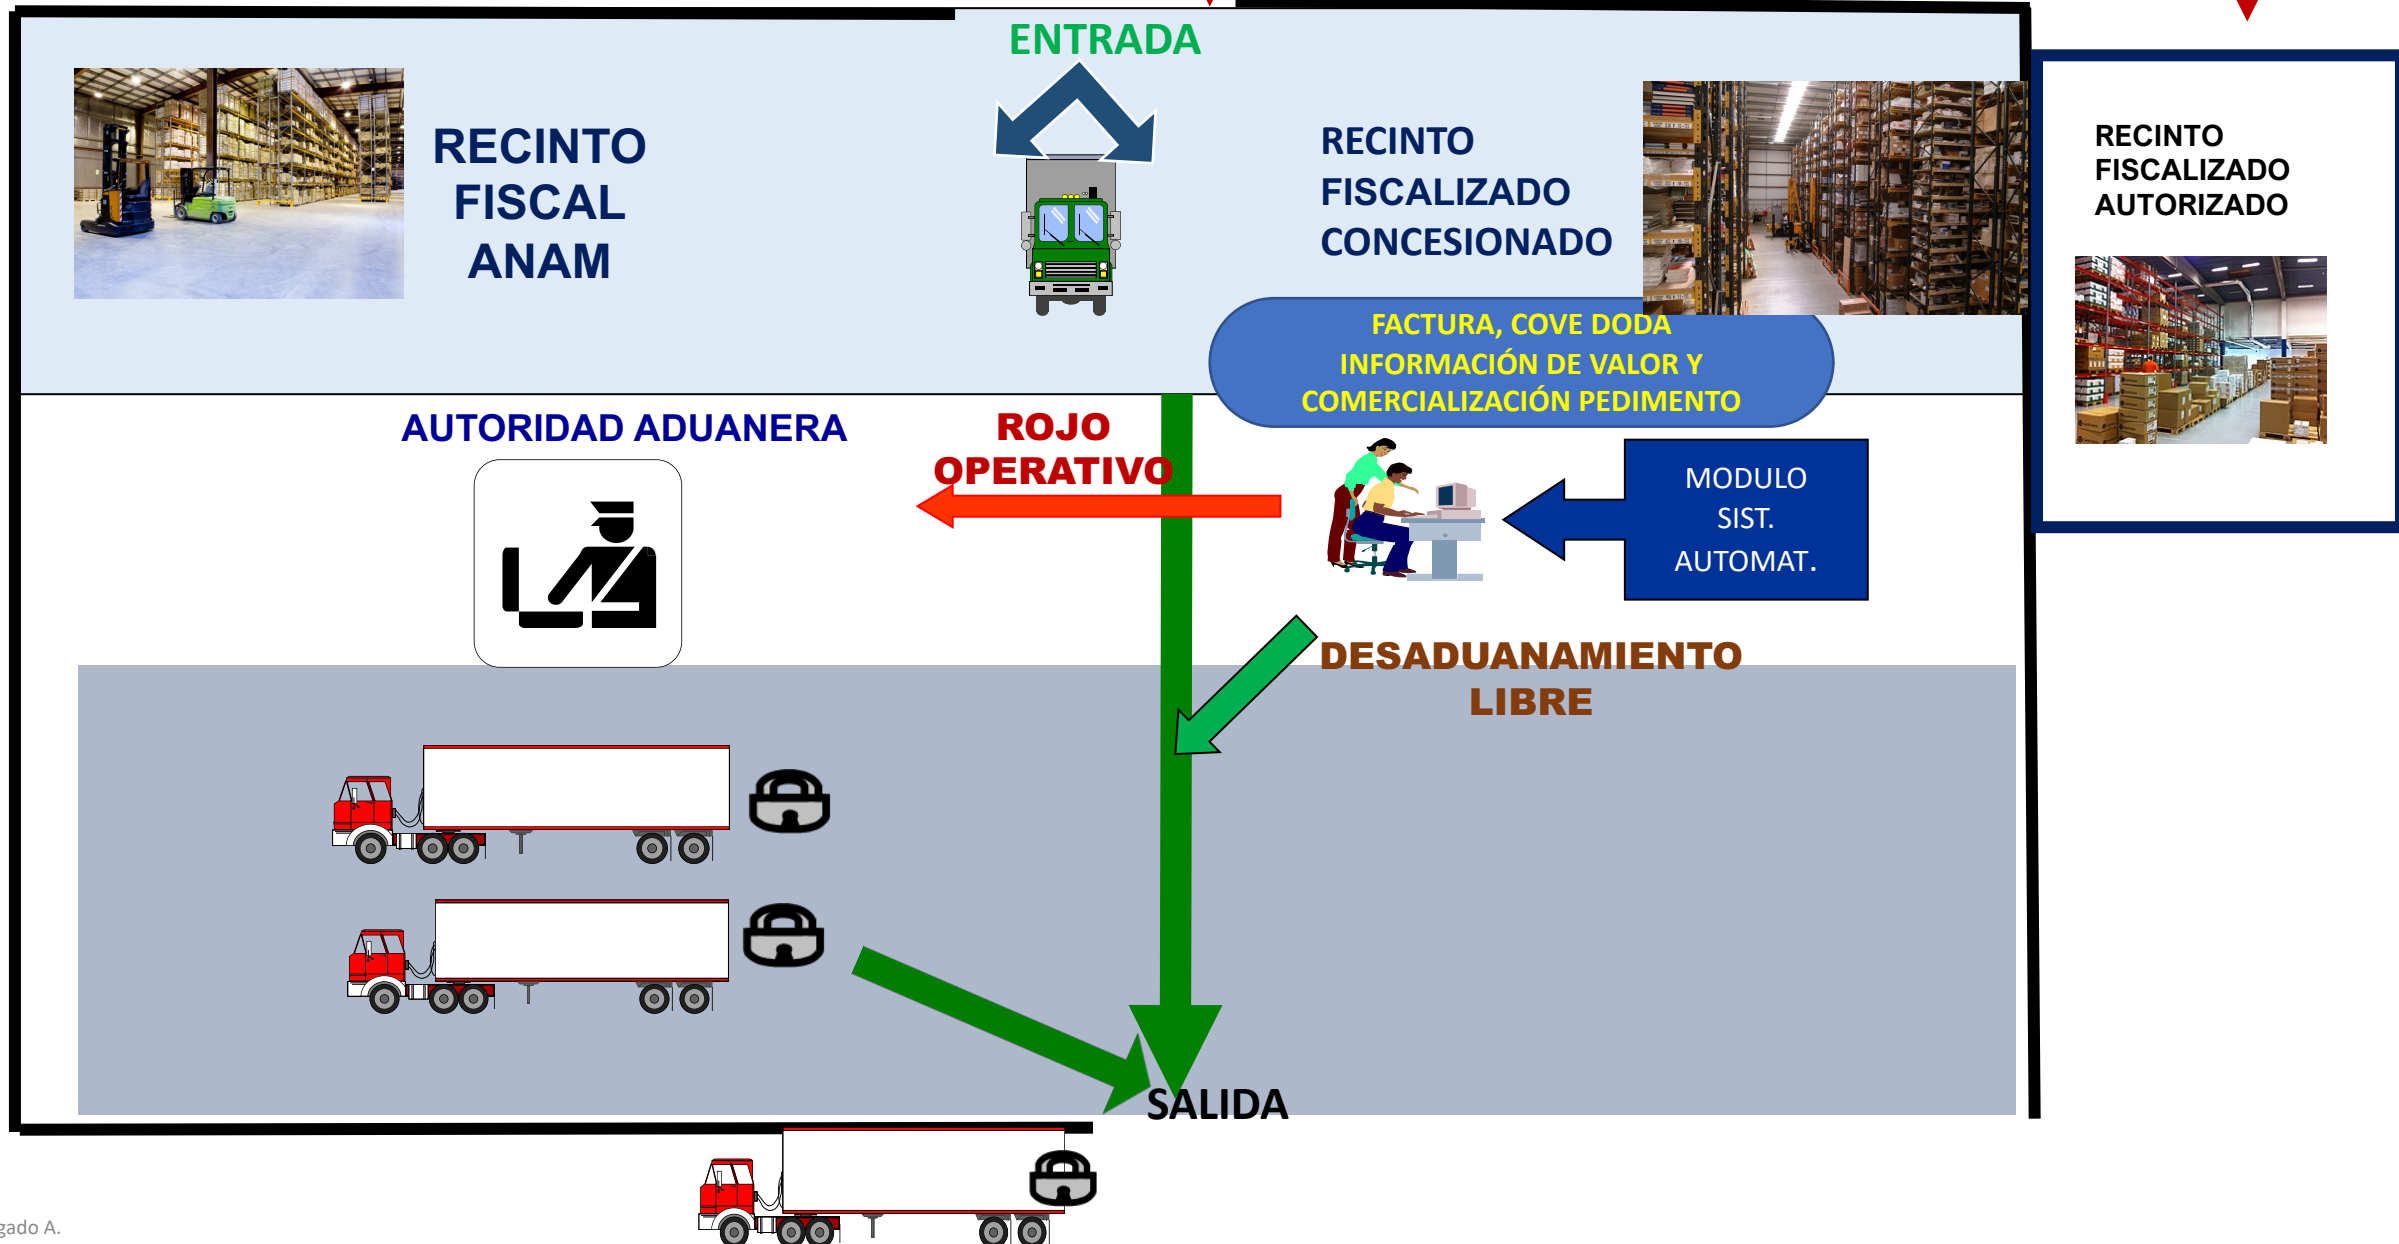 ENTRADA
RECINTO
FISCAL
ANAM
RECINTO
FISCALIZADO
CONCESIONADO
RECINTO
FISCALIZADO
AUTORIZADO
FACTURA, COVE DODA
INFORMACIÓN DE VALOR Y
COMERCIALIZACIÓN PEDIMENTO
AUTORIDAD ADUANERA
ROJO
OPERATIVO
MODULO
SIST.
AUTOMAT.
DESADUANAMIENTO
LIBRE
SALIDA
gado A.